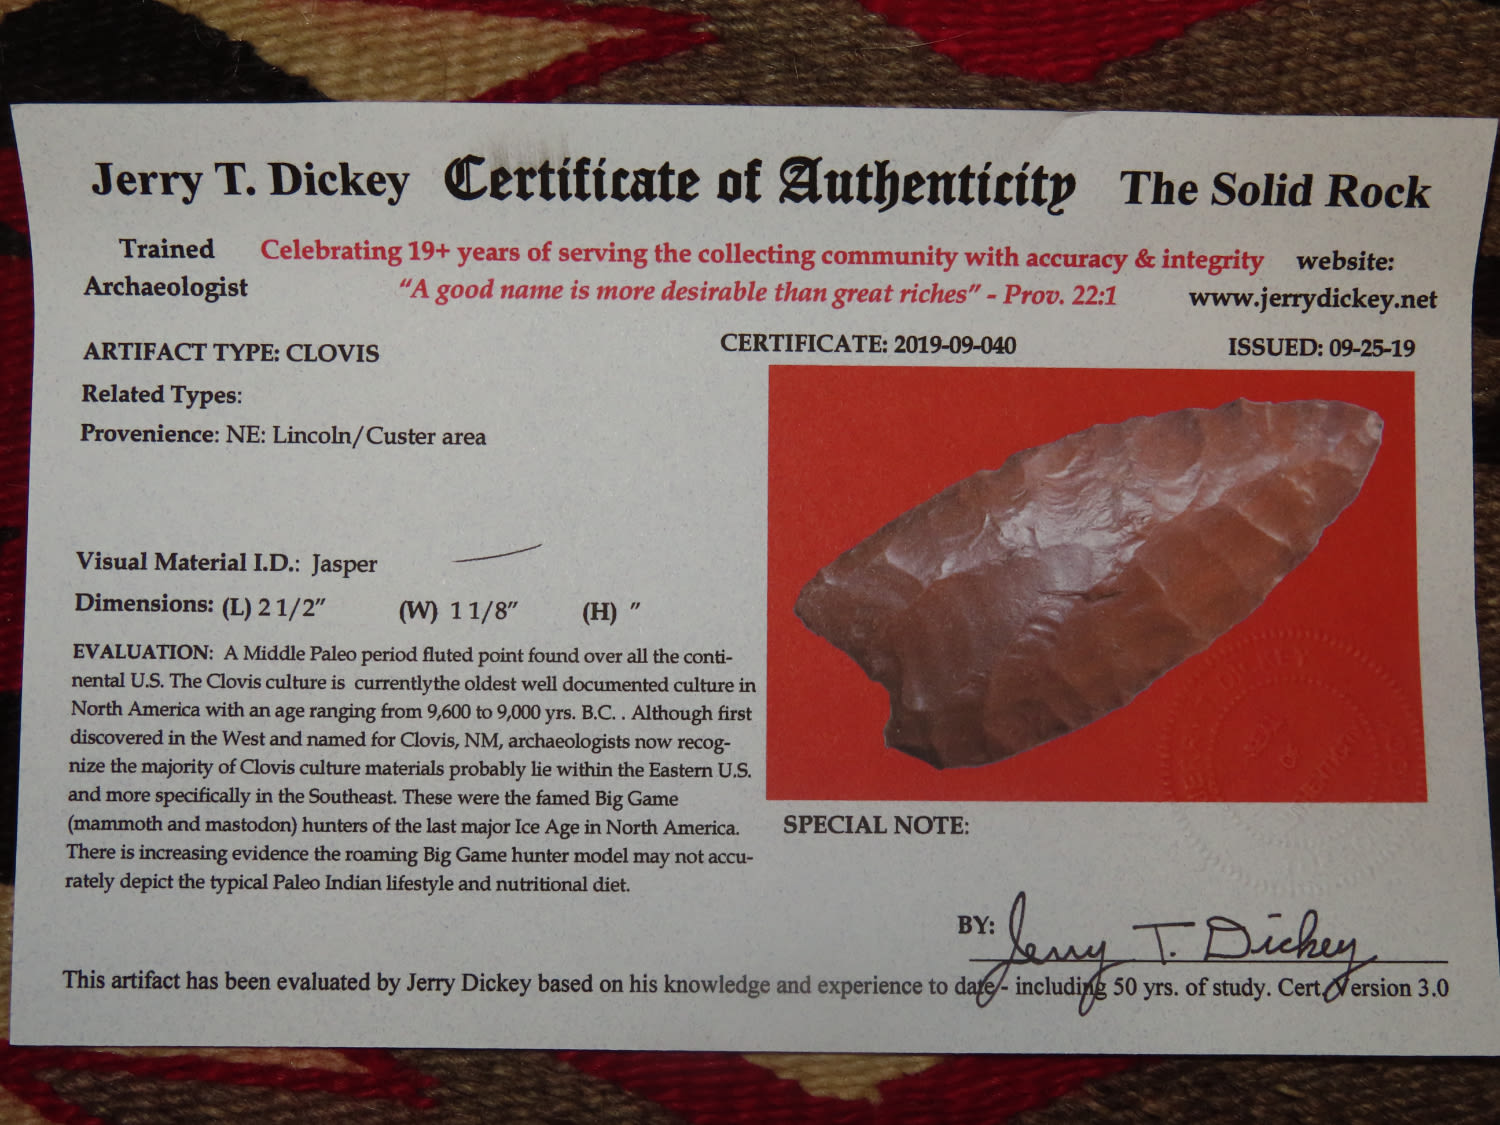 Jerry T. Dickey Certificate of Authenticity The Solid Rock
Trained
Archaeologist
Celebrating 19+ years of serving the collecting community with accuracy & integrity
“A good name is more desirable than great riches” - Prov. 22:1
website:
www.jerrydickey.net
ARTIFACT TYPE: CLOVIS
CERTIFICATE: 2019-09-040
ISSUED: 09-25-19
Related Types:
Provenience: NE: Lincoln/Custer area
Visual Material I.D.: Jasper
Dimensions: (L) 2 1/2” (W) 1 1/8” (H) ”
EVALUATION: A Middle Paleo period fluted point found over all the conti-
nental U.S. The Clovis culture is currentlythe oldest well documented culture in
North America with an age ranging from 9,600 to 9,000 yrs. B.C. . Although first
discovered in the West and named for Clovis, NM, archaeologists now recog-
nize the majority of Clovis culture materials probably lie within the Eastern U.S.
and more specifically in the Southeast. These were the famed Big Game
(mammoth and mastodon) hunters of the last major Ice Age in North America.
There is increasing evidence the roaming Big Game hunter model may not accu-
rately depict the typical Paleo Indian lifestyle and nutritional diet.
SEAL
OF
SPECIAL NOTE:
BY: Jerry T. Dickey
This artifact has been evaluated by Jerry Dickey based on his knowledge and experience to date - including 50 yrs. of study. Cert. Version 3.0